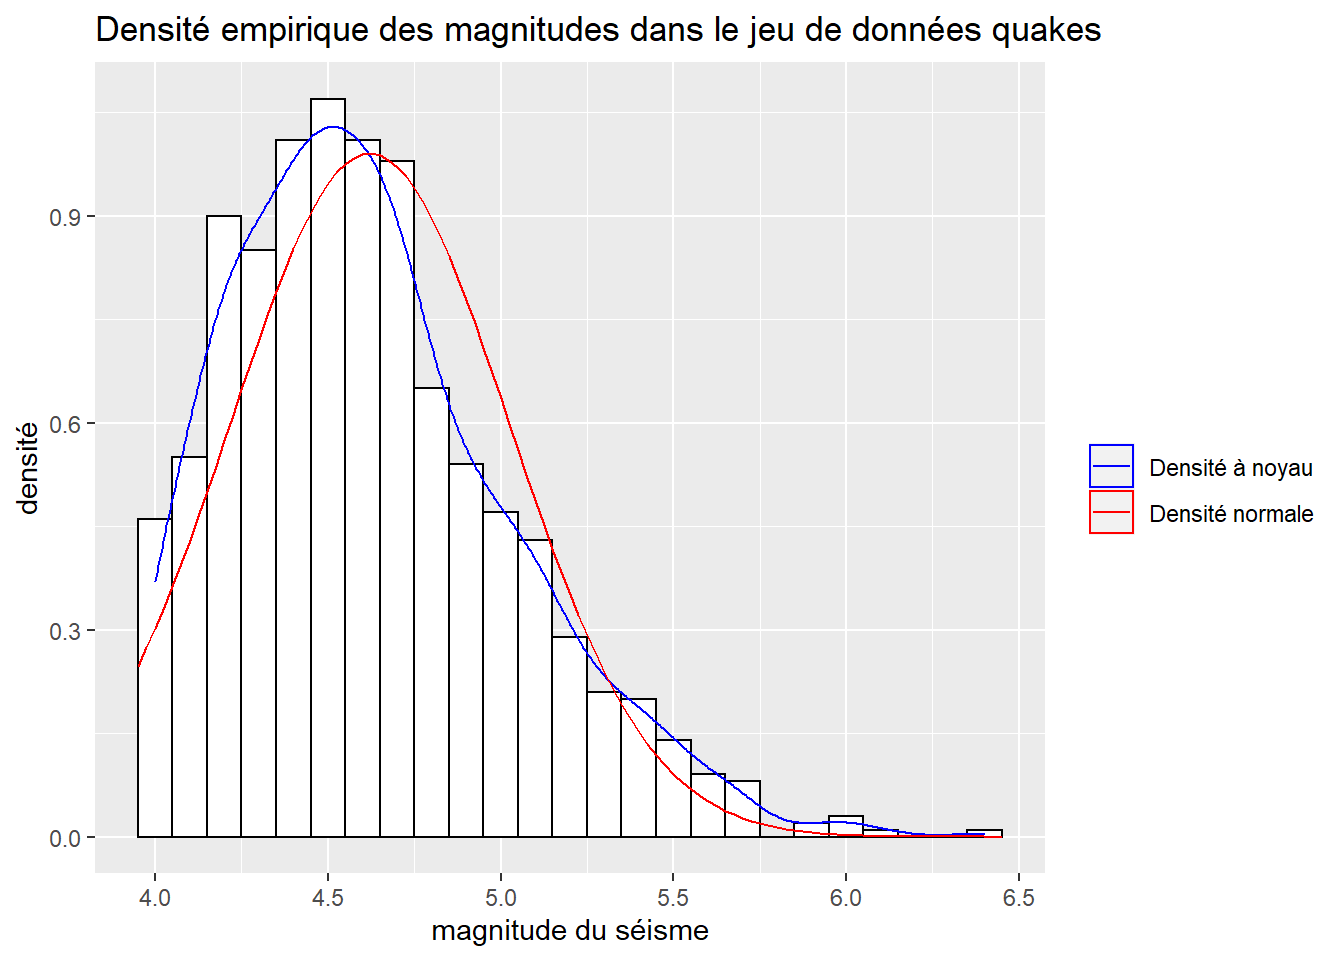 Densité empirique des magnitudes dans le jeu de données quakes
densité
0.9
0.6
0.3
0.0
4.0
4.5
5.0
5.5
6.0
6.5
magnitude du séisme
Densité à noyau
Densité normale